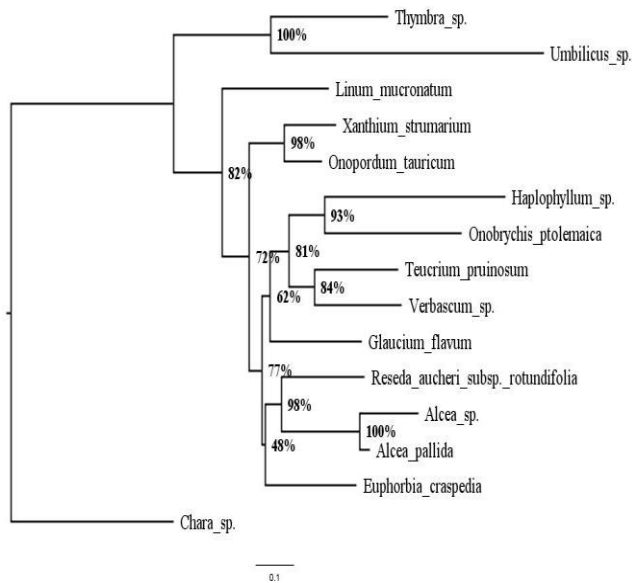 Thymbra_sp.
100%
Umbilicus_sp.
Linum_mucronatum
Xanthium_strumarium
98%
Onopordum_tauricum
82%
Haplophyllum_sp.
93%
Onobrychis_ptolemaica
81%
72%
Teucrium_pruinosum
84%
62%
Verbascum_sp.
Glaucium_flavum
77%
Reseda_aucheri_subsp._rotundifolia
98%
Alcea_sp.
100%
48%
Alcea_pallida
Euphorbia_craspedia
Chara_sp.
0.1